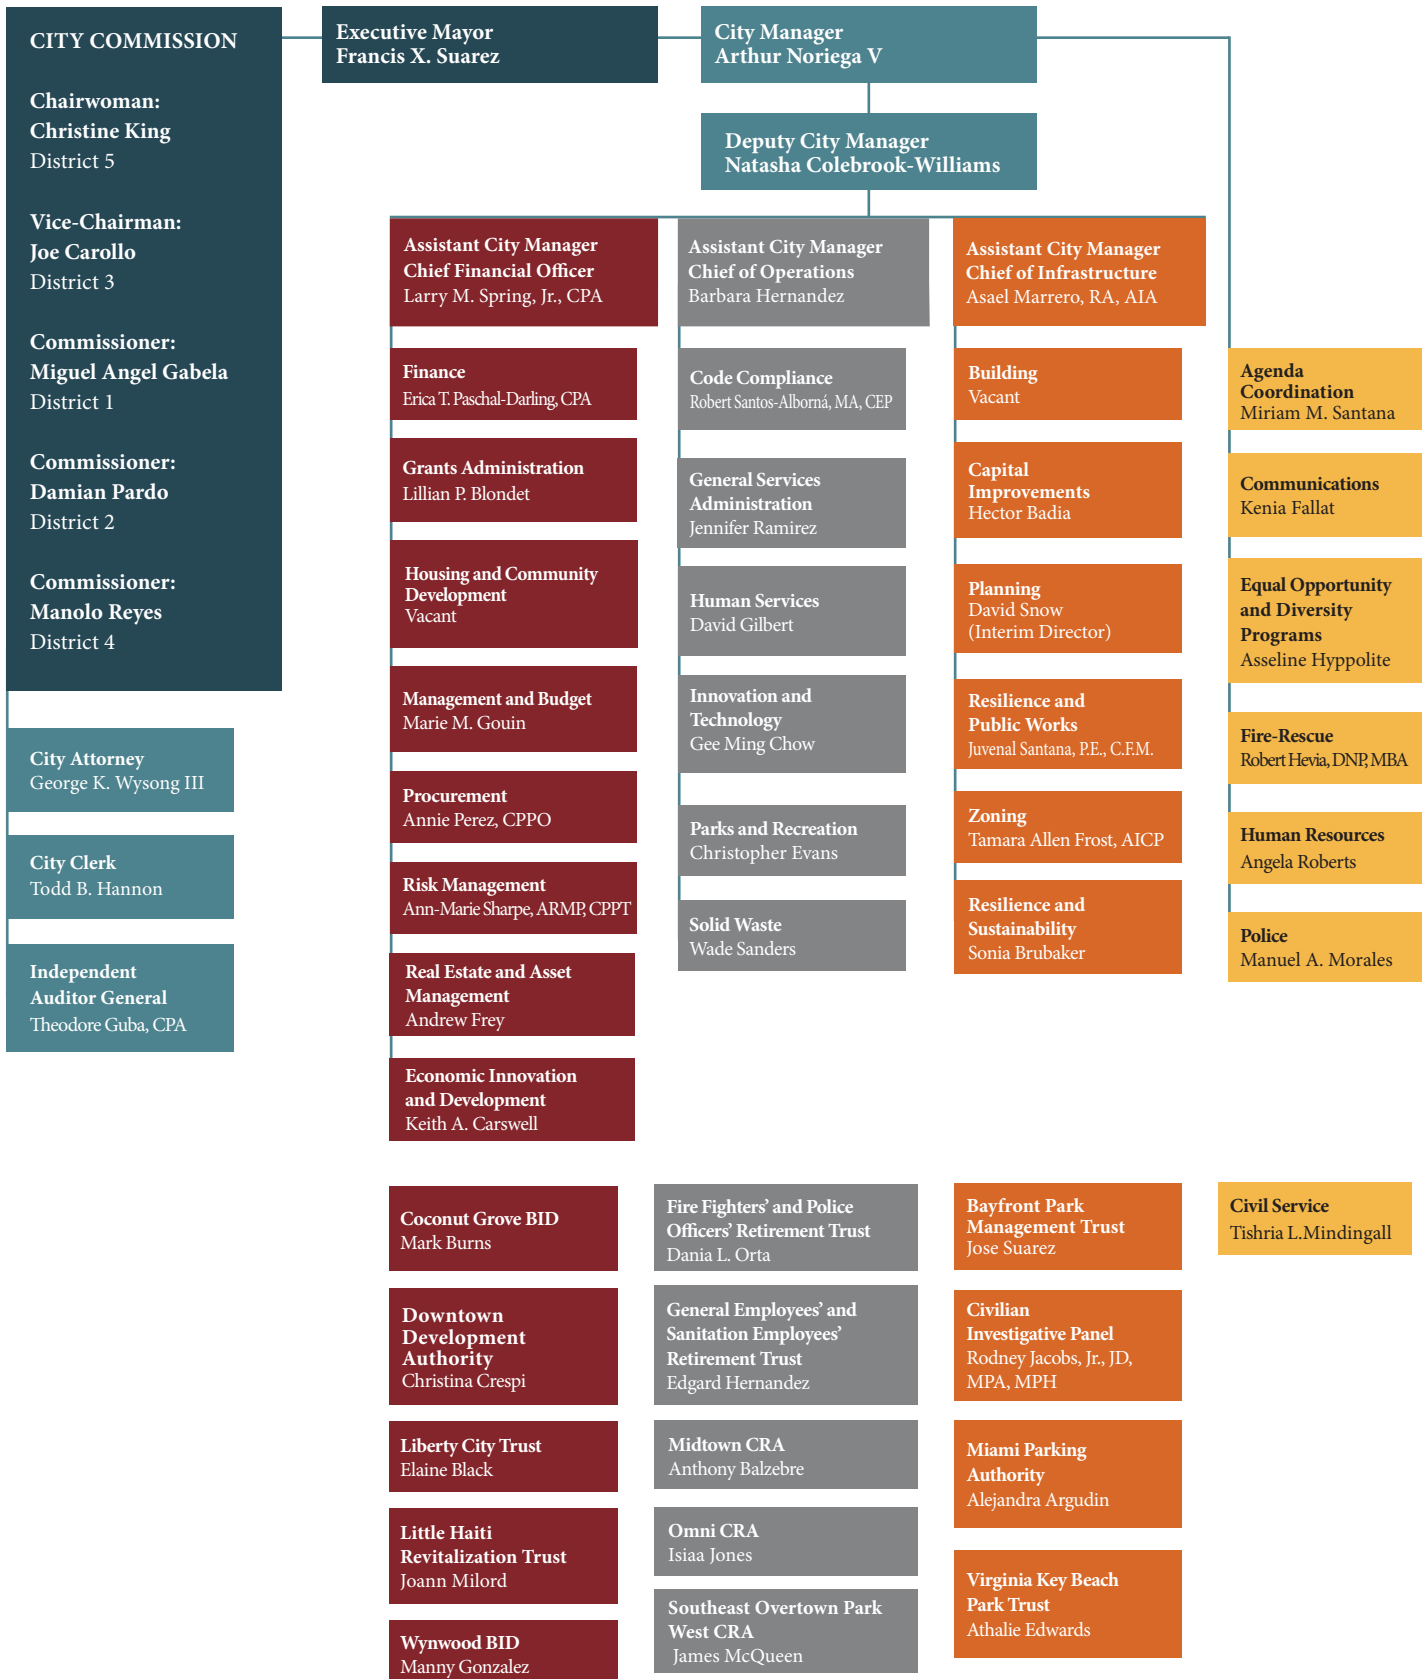 CITY COMMISSION
Chairwoman:
Christine King
District 5
Vice-Chairman:
Joe Carollo
District 3
Commissioner:
Miguel Angel Gabela
District 1
Commissioner:
Damian Pardo
District 2
Commissioner:
Manolo Reyes
District 4
City Attorney
George K. Wysong III
City Clerk
Todd B. Hannon
Independent
Auditor General
Theodore Guba, CPA
Executive Mayor
Francis X. Suarez
City Manager
Arthur Noriega V
Deputy City Manager
Natasha Colebrook-Williams
Assistant City Manager
Chief Financial Officer
Larry M. Spring, Jr., CPA
Finance
Erica T. Paschal-Darling, CPA
Grants Administration
Lillian P. Blondet
Housing and Community
Development
Vacant
Management and Budget
Marie M. Gouin
Procurement
Annie Perez, CPPO
Risk Management
Ann-Marie Sharpe, ARMP, CPPT
Real Estate and Asset
Management
Andrew Frey
Economic Innovation
and Development
Keith A. Carswell
Assistant City Manager
Chief of Operations
Barbara Hernandez
Code Compliance
Robert Santos-Alborná, MA, CEP
General Services
Administration
Jennifer Ramirez
Human Services
David Gilbert
Innovation and
Technology
Gee Ming Chow
Parks and Recreation
Christopher Evans
Solid Waste
Wade Sanders
Assistant City Manager
Chief of Infrastructure
Asael Marrero, RA, AIA
Building
Vacant
Capital
Improvements
Hector Badia
Planning
David Snow
(Interim Director)
Resilience and
Public Works
Juvenal Santana, P.E., C.F.M.
Zoning
Tamara Allen Frost, AICP
Resilience and
Sustainability
Sonia Brubaker
Agenda
Coordination
Miriam M. Santana
Communications
Kenia Fallat
Equal Opportunity
and Diversity
Programs
Asseline Hyppolite
Fire-Rescue
Robert Hevia, DNP, MBA
Human Resources
Angela Roberts
Police
Manuel A. Morales
Coconut Grove BID
Mark Burns
Downtown
Development
Authority
Christina Crespi
Liberty City Trust
Elaine Black
Little Haiti
Revitalization Trust
Joann Milord
Wynwood BID
Manny Gonzalez
Fire Fighters’ and Police
Officers’ Retirement Trust
Dania L. Orta
General Employees’ and
Sanitation Employees’
Retirement Trust
Edgard Hernandez
Midtown CRA
Anthony Balzebre
Omni CRA
Isiaa Jones
Southeast Overtown Park
West CRA
James McQueen
Bayfront Park
Management Trust
Jose Suarez
Civilian
Investigative Panel
Rodney Jacobs, Jr., JD,
MPA, MPH
Miami Parking
Authority
Alejandra Argudin
Virginia Key Beach
Park Trust
Athalie Edwards
Civil Service
Tishria L.Mindingall